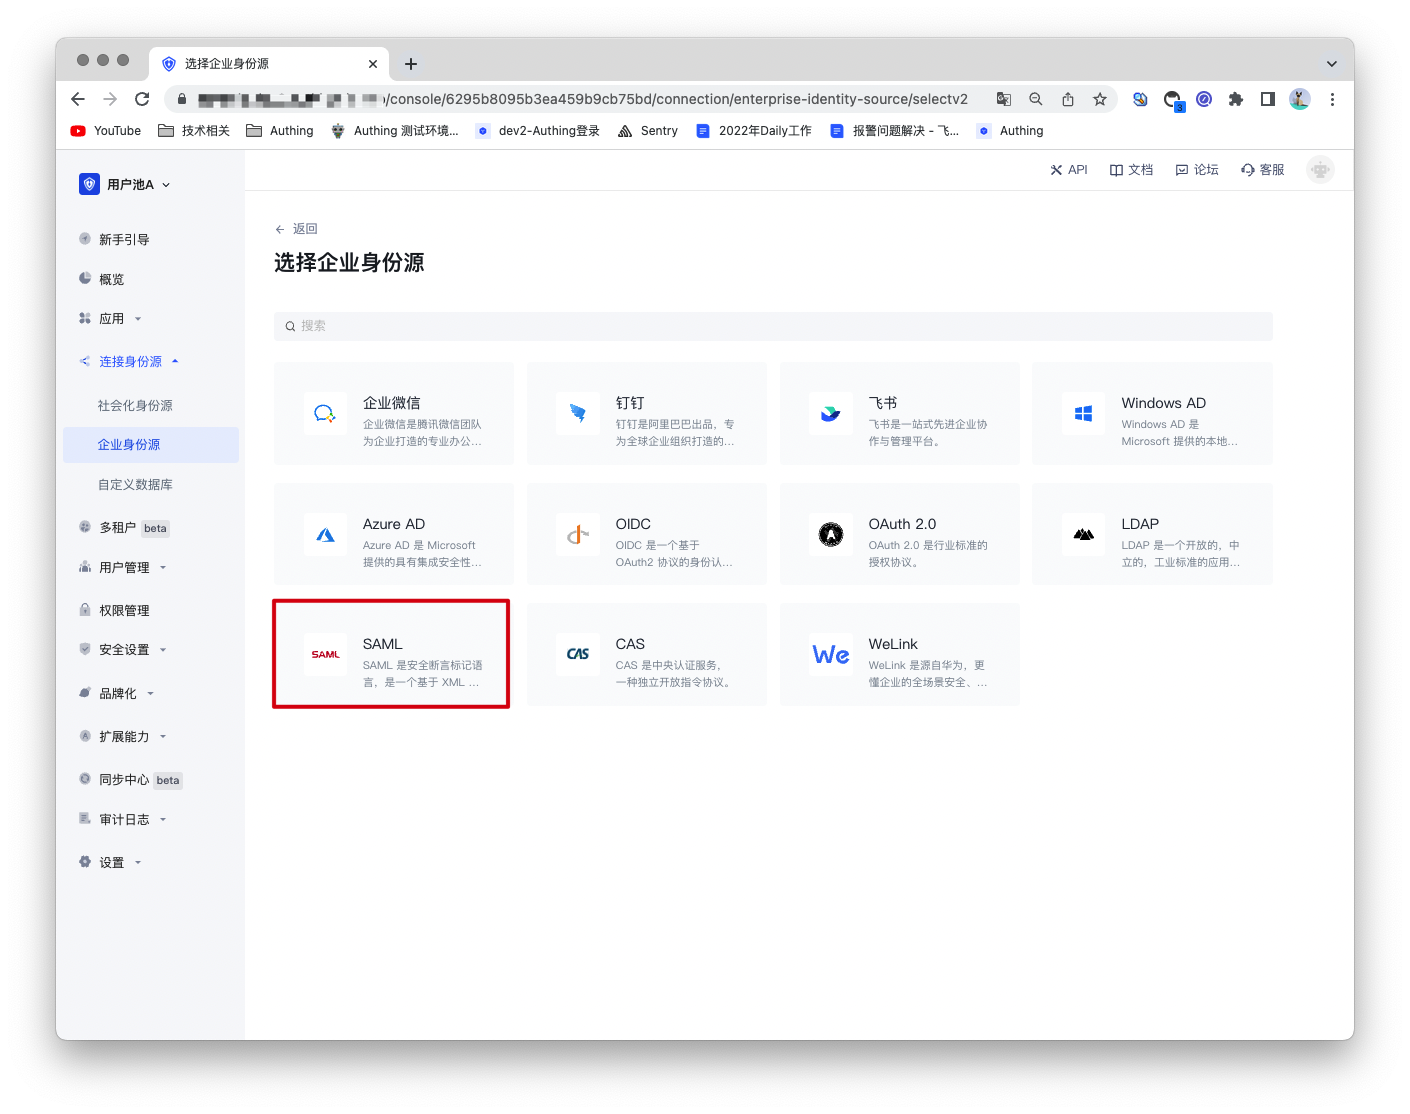 选择企业身份源
/console/6295b8095b3ea459b9cb75bd/connection/enterprise-identity-source/selectv2
3
YouTube 技术相关 Authing Authing 测试环境... dev2-Authing登录 Sentry 2022年Daily工作 报警问题解决 - 飞... Authing
用户池A
API 文档 论坛 客服
新手引导
概览
应用
连接身份源
社会化身份源
企业身份源
自定义数据库
多租户 beta
用户管理
权限管理
安全设置
品牌化
扩展能力
同步中心 beta
审计日志
设置
返回
选择企业身份源
搜索
企业微信
企业微信是腾讯微信团队
为企业打造的专业办公...
钉钉
钉钉是阿里巴巴出品，专
为全球企业组织打造的...
飞书
飞书是一站式先进企业协
作与管理平台。
Windows AD
Windows AD 是
Microsoft 提供的本地...
Azure AD
Azure AD 是 Microsoft
提供的具有集成安全性...
OIDC
OIDC 是一个基于
OAuth2 协议的身份认...
OAuth 2.0
OAuth 2.0 是行业标准的
授权协议。
LDAP
LDAP 是一个开放的，中
立的，工业标准的应用...
SAML
SAML
SAML 是安全断言标记语
言，是一个基于 XML ...
CAS
CAS
CAS 是中央认证服务，
一种独立开放指令协议。
We
WeLink
WeLink 是源自华为，更
懂企业的全场景安全、...